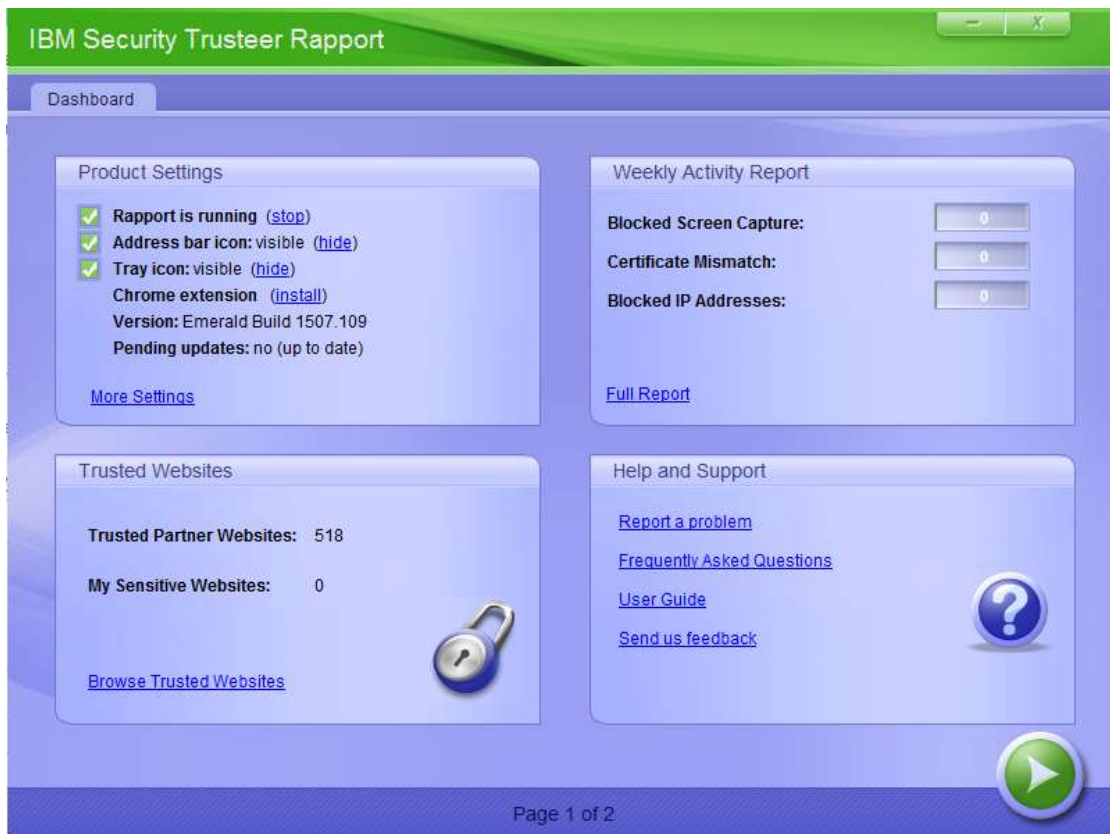 IBM Security Trusteer Rapport
X
Dashboard
Product Settings
Rapport is running (stop)
Address bar icon: visible (hide)
Tray icon: visible (hide)
Chrome extension (install)
Version: Emerald Build 1507.109
Pending updates: no (up to date)
More Settings
Weekly Activity Report
Blocked Screen Capture: 0
Certificate Mismatch: 0
Blocked IP Addresses: 0
Full Report
Trusted Websites
Trusted Partner Websites: 518
My Sensitive Websites: 0
Browse Trusted Websites
Help and Support
Report a problem
Frequently Asked Questions
User Guide
Send us feedback
?
Page 1 of 2